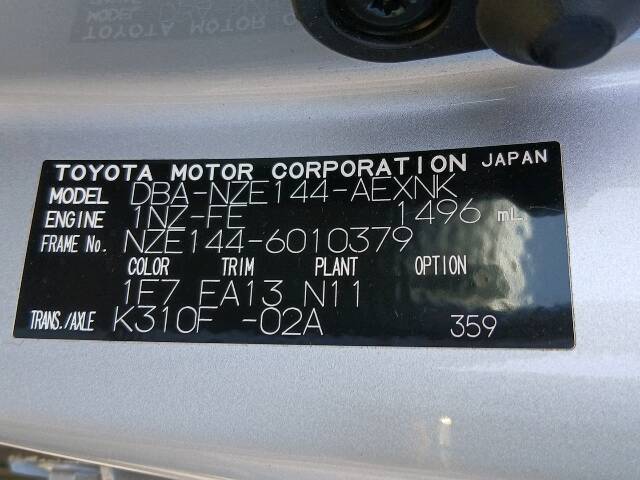 TOYOTA MOTOR CORPORATION JAPAN
MODEL DBA-NZE144-AEXNK
ENGINE 1NZ-FE 1496 mL
FRAME No. NZE144-6010379
COLOR TRIM PLANT OPTION
1E7 FA13 N11
TRANS./AXLE K310F -02A 359